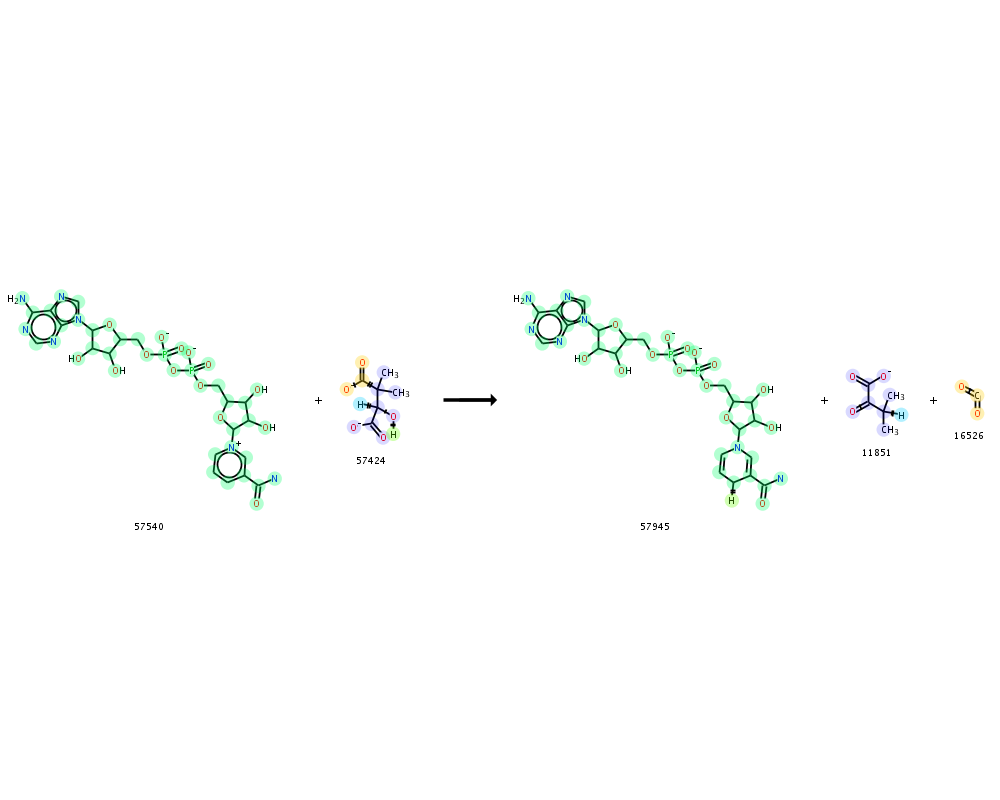 H₂N N N N N HO OH O O O⁻ P O O O⁻ P O O O OH OH N⁺ N O
+
O O H CH₃ CH₃ O H O⁻ O
57424
H₂N N N N N HO OH O O O⁻ P O O O⁻ P O O O OH OH N N O H
+
O O⁻ O CH₃ H CH₃
11851
+
O C O
16526
57540
57945